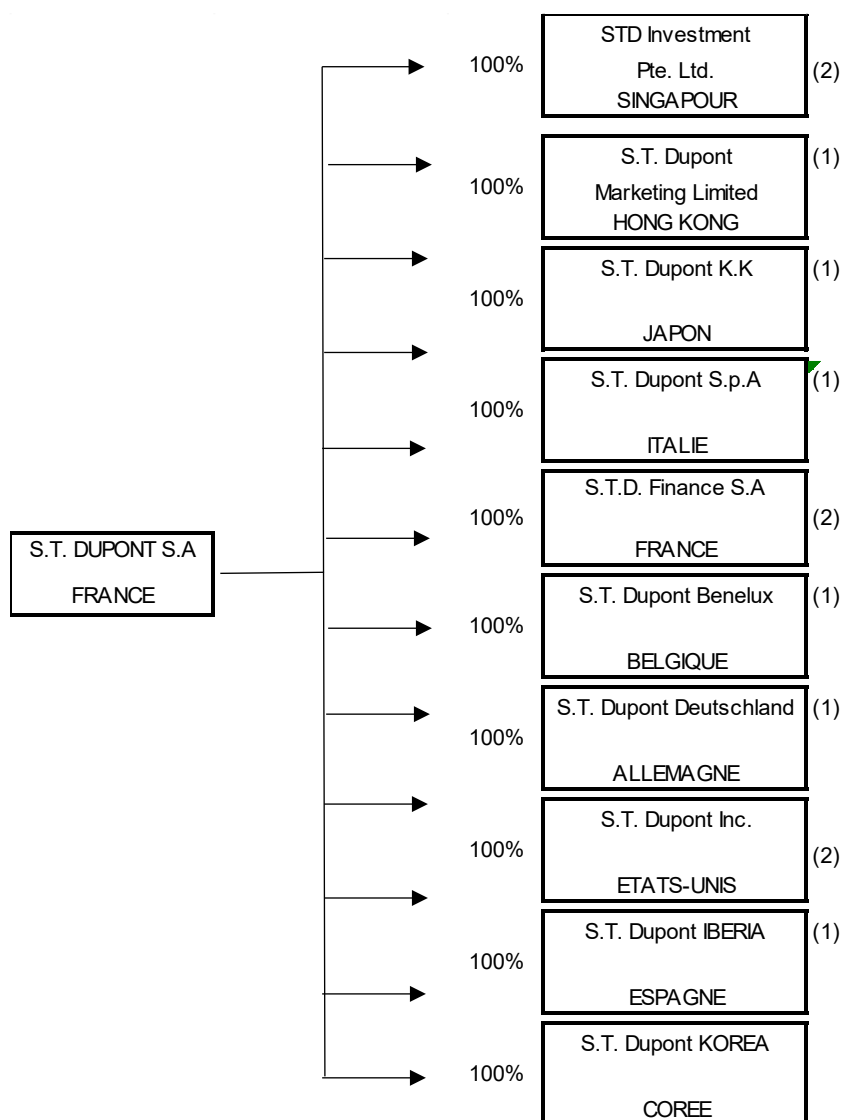 STD Investment
100%
Pte. Ltd.
(2)
SINGAPOUR
S.T. Dupont
(1)
100%
Marketing Limited
HONG KONG
S.T. Dupont K.K
(1)
100%
JAPON
S.T. Dupont S.p.A
(1)
100%
ITALIE
S.T.D. Finance S.A
100%
(2)
FRANCE
S.T. DUPONT S.A
FRANCE
S.T. Dupont Benelux
(1)
100%
BELGIQUE
S.T. Dupont Deutschland
(1)
100%
ALLEMAGNE
S.T. Dupont Inc.
100%
(2)
ETATS-UNIS
S.T. Dupont IBERIA
(1)
100%
ESPAGNE
S.T. Dupont KOREA
100%
COREE